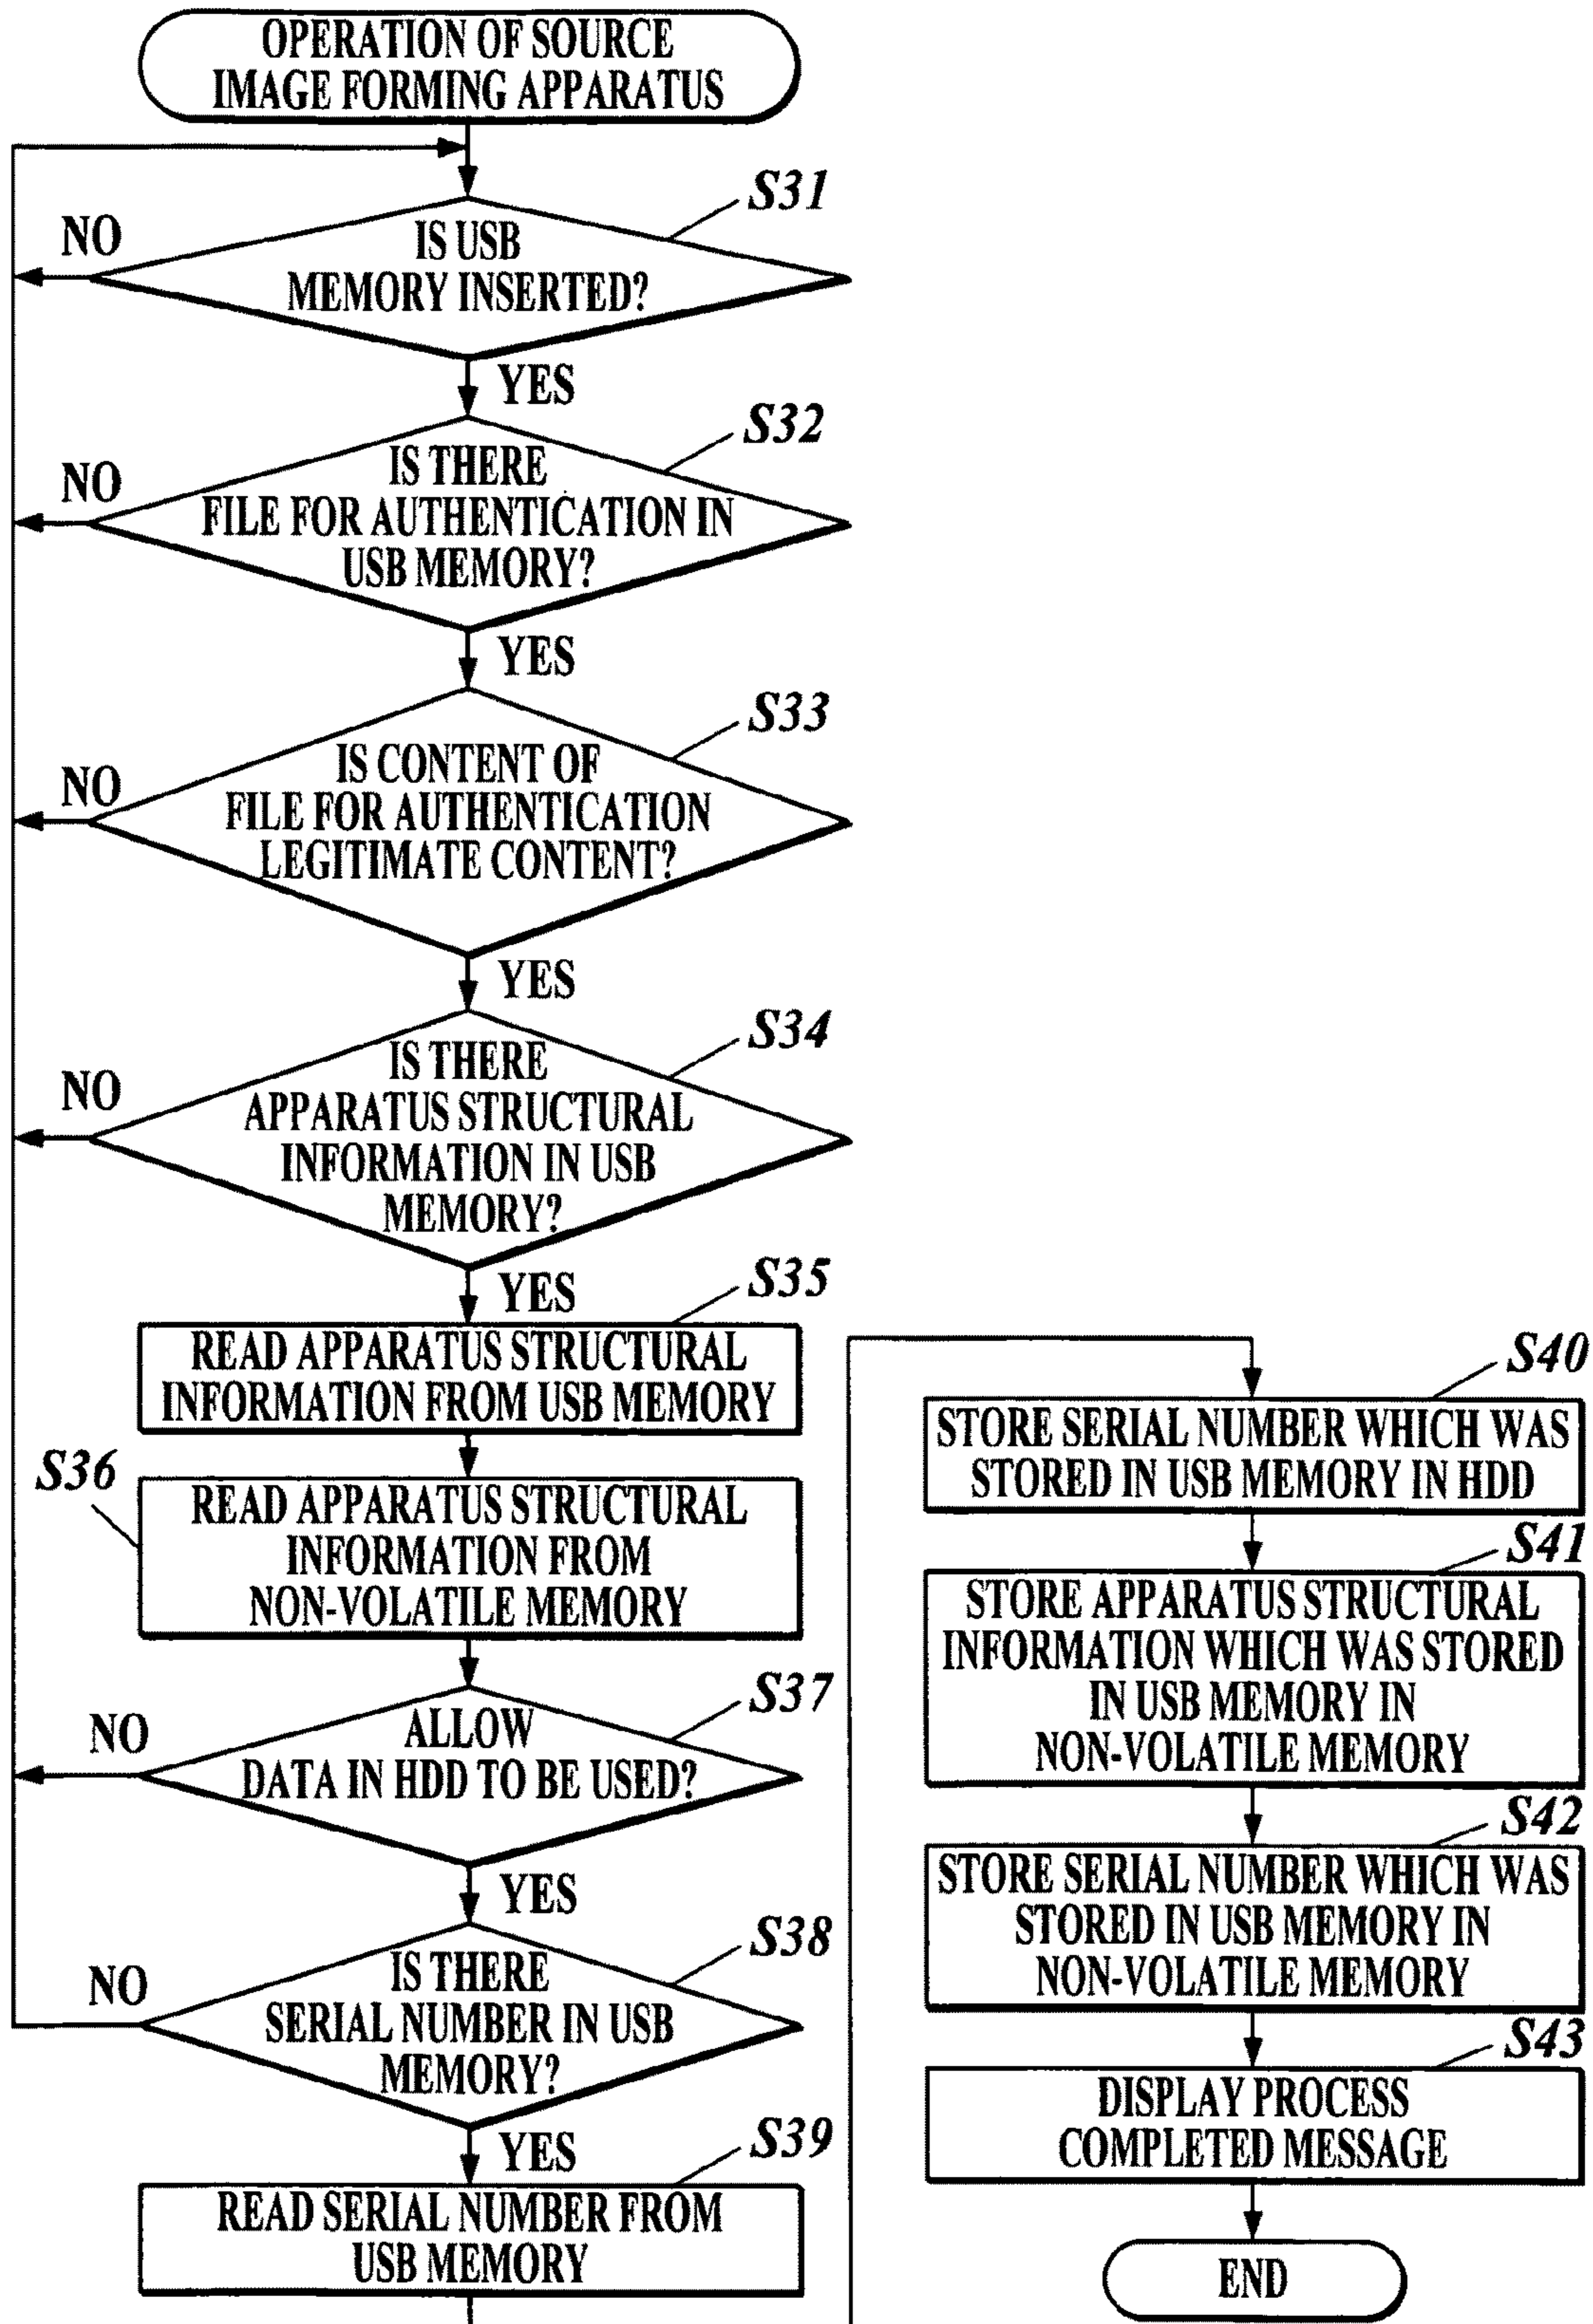 OPERATION OF SOURCE
IMAGE FORMING APPARATUS
S31
NO
IS USB
MEMORY INSERTED?
YES
S32
NO
IS THERE
FILE FOR AUTHENTICATION IN
USB MEMORY?
YES
S33
NO
IS CONTENT OF
FILE FOR AUTHENTICATION
LEGITIMATE CONTENT?
YES
S34
NO
IS THERE
APPARATUS STRUCTURAL
INFORMATION IN USB
MEMORY?
YES
S35
READ APPARATUS STRUCTURAL
INFORMATION FROM USB MEMORY
S36
READ APPARATUS STRUCTURAL
INFORMATION FROM
NON-VOLATILE MEMORY
S37
NO
ALLOW
DATA IN HDD TO BE USED?
YES
S38
NO
IS THERE
SERIAL NUMBER IN USB
MEMORY?
YES
S39
READ SERIAL NUMBER FROM
USB MEMORY
S40
STORE SERIAL NUMBER WHICH WAS
STORED IN USB MEMORY IN HDD
S41
STORE APPARATUS STRUCTURAL
INFORMATION WHICH WAS STORED
IN USB MEMORY IN
NON-VOLATILE MEMORY
S42
STORE SERIAL NUMBER WHICH WAS
STORED IN USB MEMORY IN
NON-VOLATILE MEMORY
S43
DISPLAY PROCESS
COMPLETED MESSAGE
END